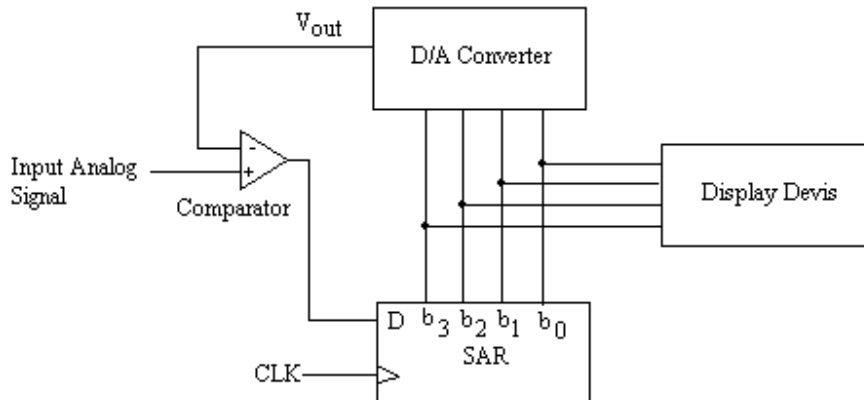 Vout
D/A Converter
-
+
Input Analog
Signal
Comparator
Display Devis
D b3 b2 b1 b0
SAR
CLK